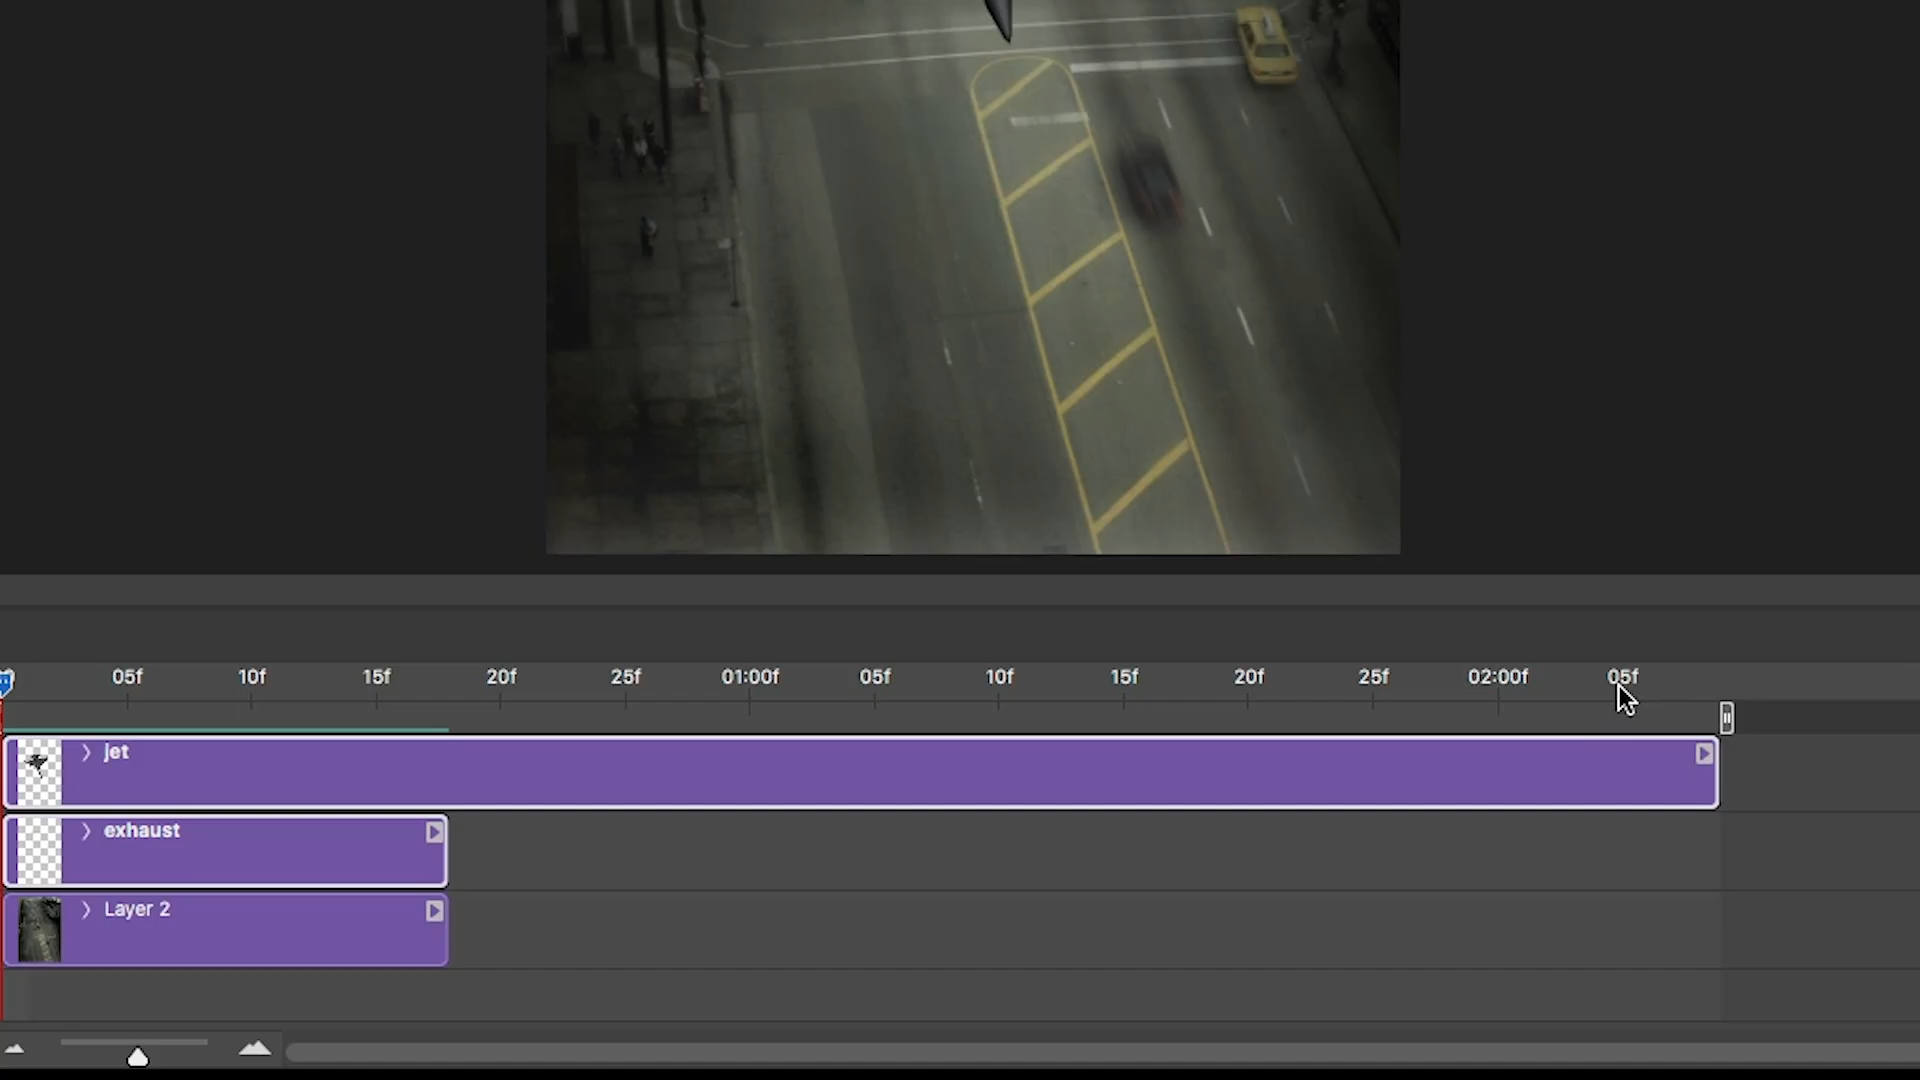 05f 10f 15f 20f 25f 01:00f 05f 10f 15f 20f 25f 02:00f 05f
jet
exhaust
Layer 2